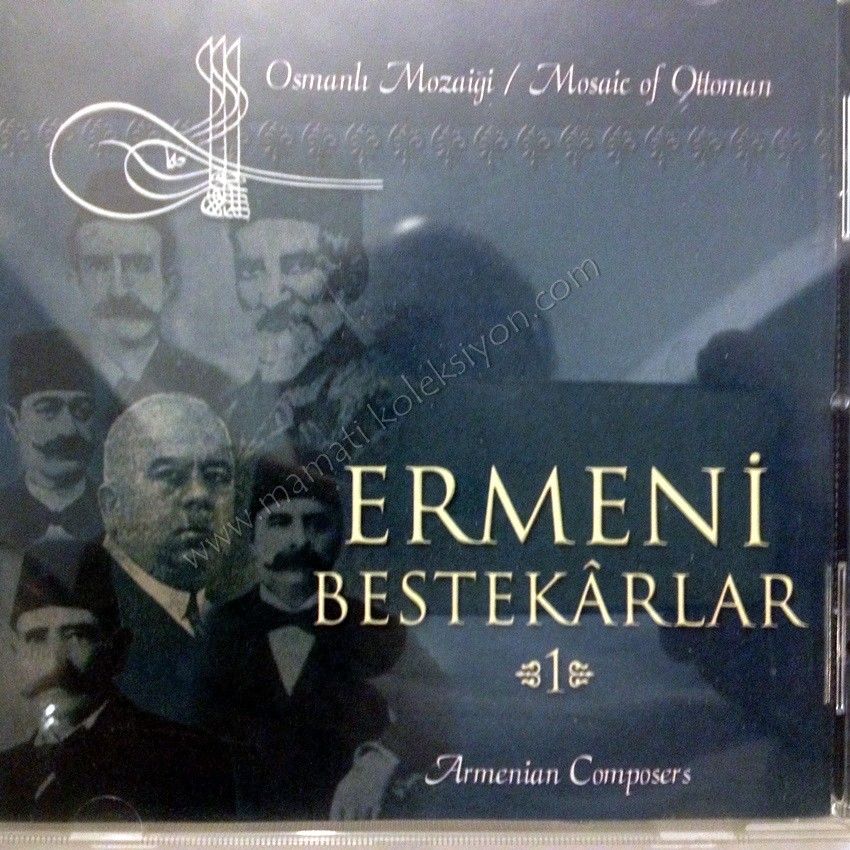 Osmanlı Mozaiği / Mosaic of Ottoman
www.mamati koleksiyon.com
ERMENİ
BESTEKÂRLAR
1
Armenian Composers